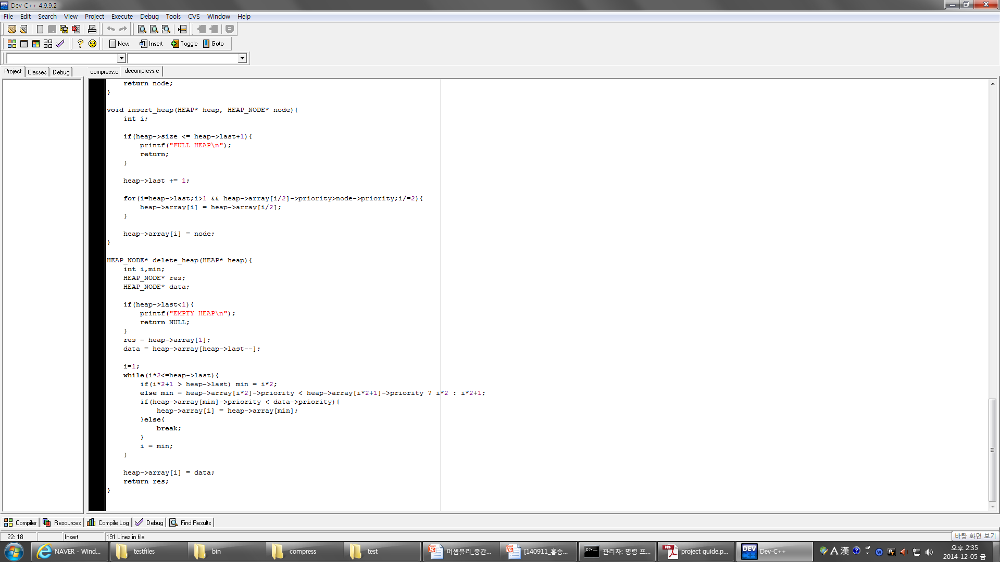 Dev-C++ 4.9.9.2
File Edit Search View Project Execute Debug Tools CVS Window Help
New Insert Toggle Goto
Project Classes Debug compress.c decompress.c
    return node;
}

void insert_heap(HEAP* heap, HEAP_NODE* node){
    int i;

    if(heap->size <= heap->last+1){
        printf("FULL HEAP\n");
        return;
    }

    heap->last += 1;

    for(i=heap->last;i>1 && heap->array[i/2]->priority>node->priority;i/=2){
        heap->array[i] = heap->array[i/2];
    }

    heap->array[i] = node;
}

HEAP_NODE* delete_heap(HEAP* heap){
    int i,min;
    HEAP_NODE* res;
    HEAP_NODE* data;

    if(heap->last<1){
        printf("EMPTY HEAP\n");
        return NULL;
    }
    res = heap->array[1];
    data = heap->array[heap->last--];

    i=1;
    while(i*2<=heap->last){
        if(i*2+1 > heap->last) min = i*2;
        else min = heap->array[i*2]->priority < heap->array[i*2+1]->priority ? i*2 : i*2+1;
        if(heap->array[min]->priority < data->priority){
            heap->array[i] = heap->array[min];
        }else{
            break;
        }
        i = min;
    }

    heap->array[i] = data;
    return res;
}
Compiler Resources Compile Log Debug Find Results
22: 18 Insert 191 Lines in file
바탕 화면 보기
NAVER - Wind... testfiles bin compress test 어셈블리_중간... [140911_홍승... 관리자: 명령 프... project guide.p... Dev-C++ A 漢 오후 2:35
2014-12-05 금